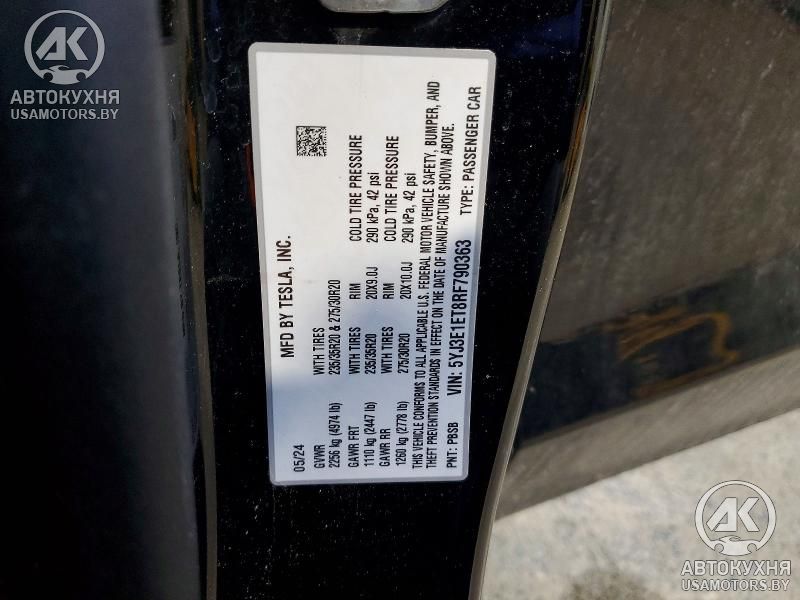 AK
АВТОКУХНЯ
USAMOTORS.BY
MFD BY TESLA, INC.
05/24
GVWR WITH TIRES
2256 kg (4974 lb) 235/35R20 & 275/30R20
GAWR FRT WITH TIRES RIM COLD TIRE PRESSURE
1110 kg (2447 lb) 235/35R20 20X9.0J 290 kPa, 42 psi
GAWR RR WITH TIRES RIM COLD TIRE PRESSURE
1260 kg (2778 lb) 275/30R20 20X10.0J 290 kPa, 42 psi
THIS VEHICLE CONFORMS TO ALL APPLICABLE U.S. FEDERAL MOTOR VEHICLE SAFETY, BUMPER, AND
THEFT PREVENTION STANDARDS IN EFFECT ON THE DATE OF MANUFACTURE SHOWN ABOVE.
PNT: PBSB VIN: 5YJ3E1ET8RF790363 TYPE: PASSENGER CAR
AK
АВТОКУХНЯ
USAMOTORS.BY